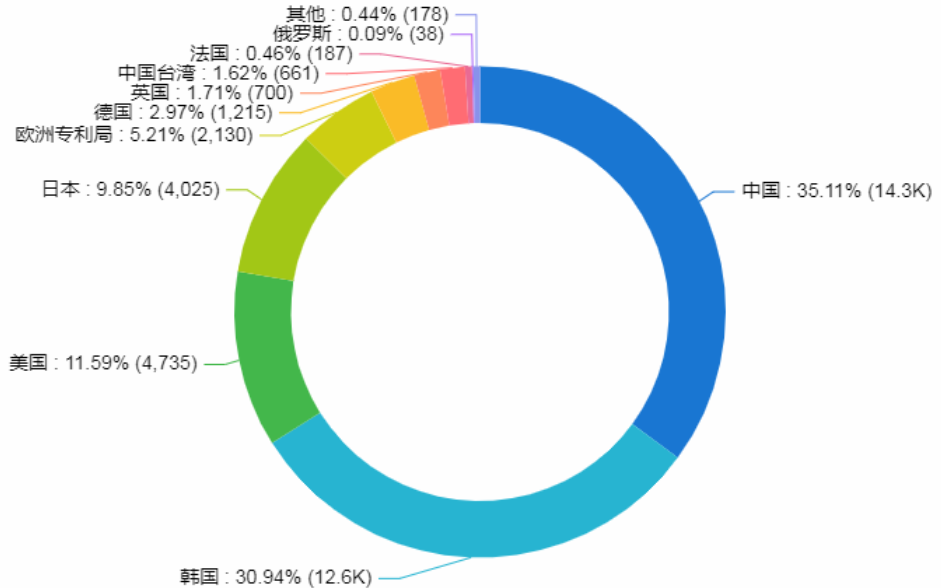 其他 : 0.44% (178)
俄罗斯 : 0.09% (38)
法国 : 0.46% (187)
中国台湾 : 1.62% (661)
英国 : 1.71% (700)
德国 : 2.97% (1,215)
欧洲专利局 : 5.21% (2,130)
日本 : 9.85% (4,025)
中国 : 35.11% (14.3K)
美国 : 11.59% (4,735)
韩国 : 30.94% (12.6K)